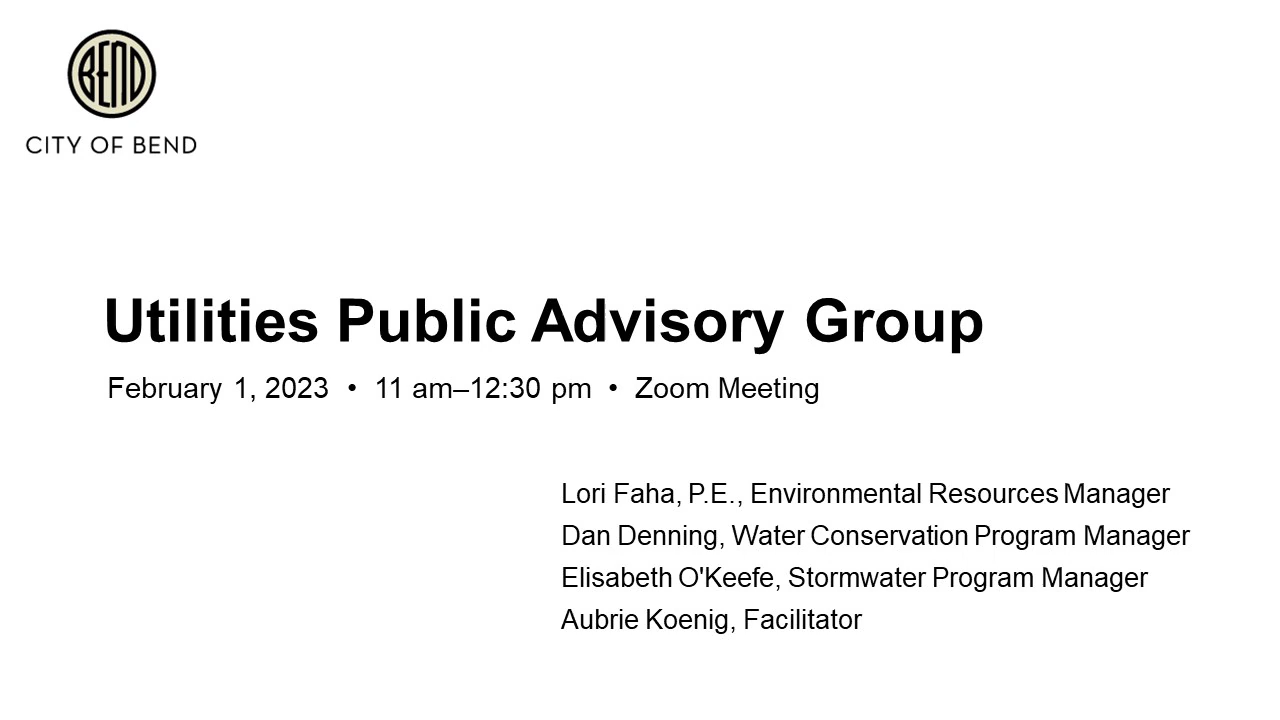 BEND
CITY OF BEND
Utilities Public Advisory Group
February 1, 2023 • 11 am–12:30 pm • Zoom Meeting
Lori Faha, P.E., Environmental Resources Manager
Dan Denning, Water Conservation Program Manager
Elisabeth O'Keefe, Stormwater Program Manager
Aubrie Koenig, Facilitator